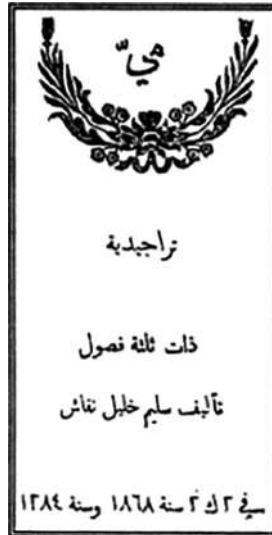 ميّ
تراجيدية
ذات ثلثة فصول
تأليف سليم خليل نقاش
في ٢ ك ٢ سنة ١٨٦٨ وسنة ١٢٨٤